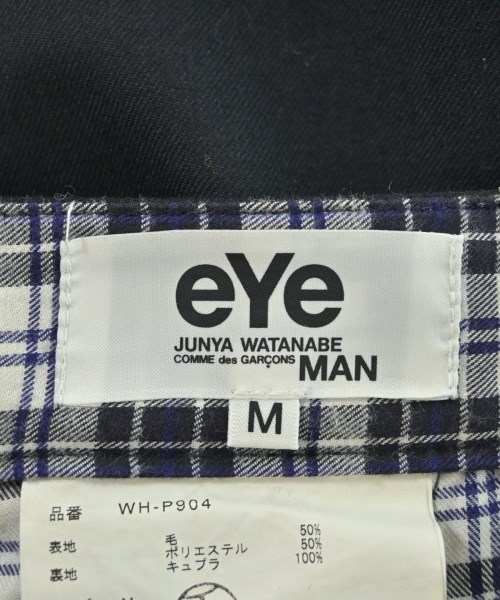 eYe
JUNYA WATANABE
COMME des GARÇONS MAN
M
品番 WH-P904
表地 毛 50%
ポリエステル 50%
裏地 キュプラ 100%